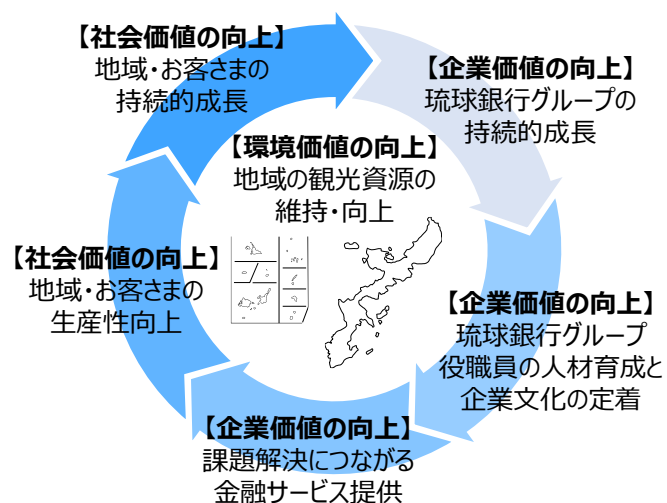 【社会価値の向上】
地域・お客さまの
持続的成長
【企業価値の向上】
琉球銀行グループの
持続的成長
【環境価値の向上】
地域の観光資源の
維持・向上
【社会価値の向上】
地域・お客さまの
生産性向上
【企業価値の向上】
琉球銀行グループ
役職員の人材育成と
企業文化の定着
【企業価値の向上】
課題解決につながる
金融サービス提供